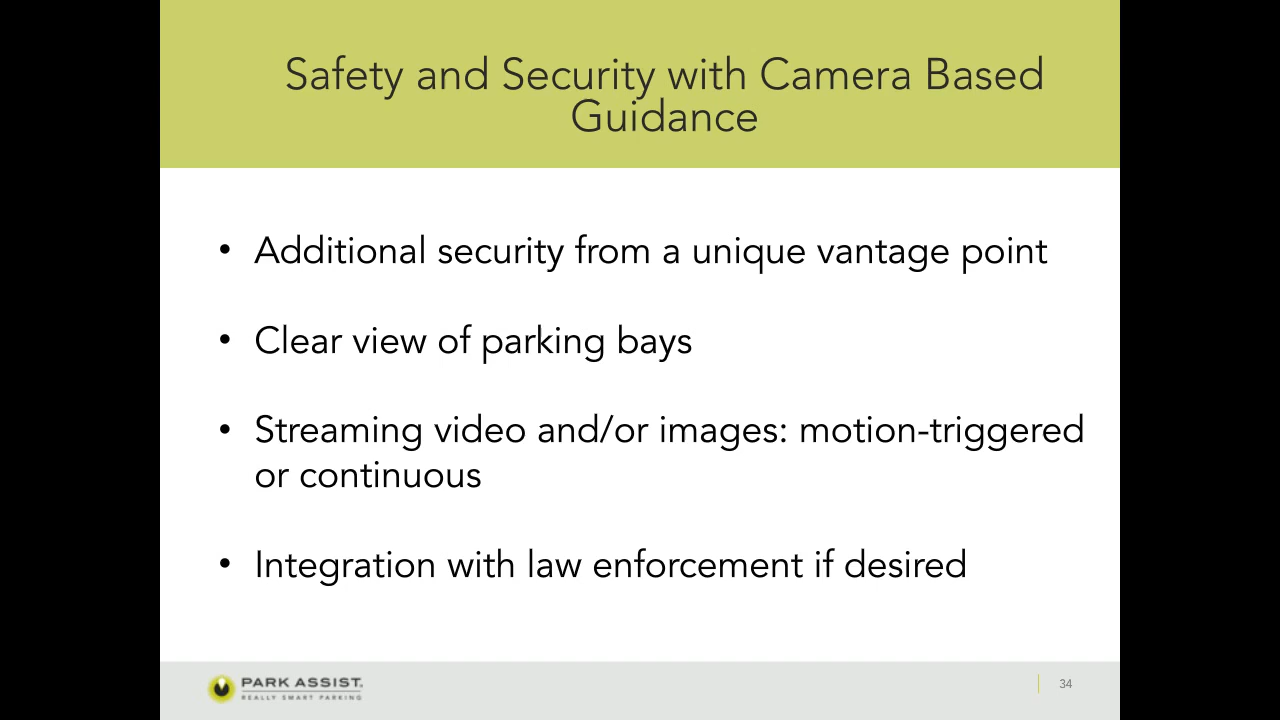 Safety and Security with Camera Based
Guidance
• Additional security from a unique vantage point
• Clear view of parking bays
• Streaming video and/or images: motion-triggered
or continuous
• Integration with law enforcement if desired
PARK ASSIST.
REALLY SMART PARKING
34